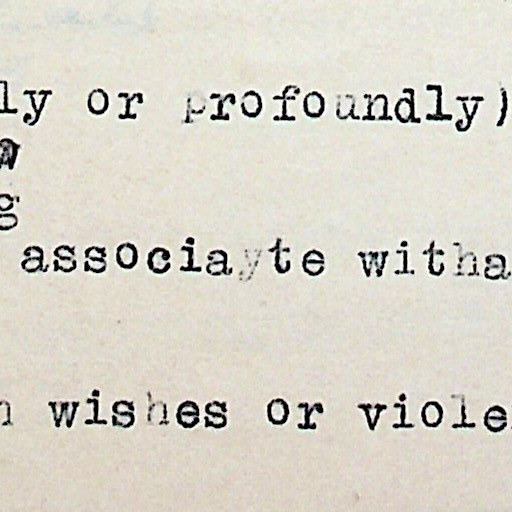 ly or profoundly)
w
g
associayte witha
h wishes or viole